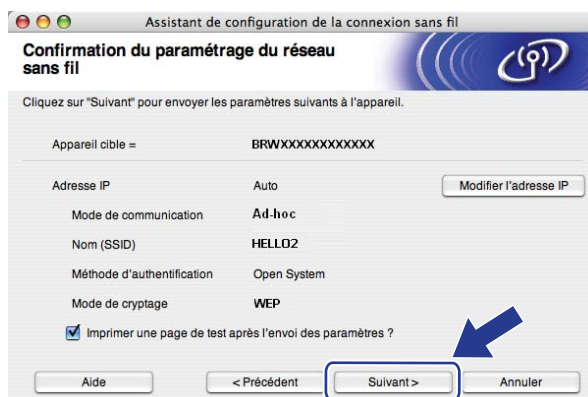 Assistant de configuration de la connexion sans fil
Confirmation du paramétrage du réseau
sans fil
Cliquez sur "Suivant" pour envoyer les paramètres suivants à l'appareil.
Appareil cible = BRWXXXXXXXXXXXX
Adresse IP Auto Modifier l'adresse IP
Mode de communication Ad-hoc
Nom (SSID) HELLO2
Méthode d'authentification Open System
Mode de cryptage WEP
Imprimer une page de test après l'envoi des paramètres ?
Aide < Précédent Suivant > Annuler